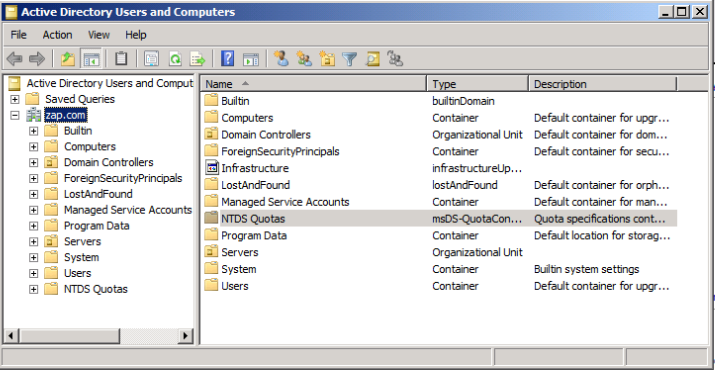 Active Directory Users and Computers
File Action View Help
Active Directory Users and Comput
Saved Queries
zap.com
Builtin
Computers
Domain Controllers
ForeignSecurityPrincipals
LostAndFound
Managed Service Accounts
Program Data
Servers
System
Users
NTDS Quotas
Name Type Description
Builtin builtinDomain
Computers Container Default container for upgr...
Domain Controllers Organizational Unit Default container for dom...
ForeignSecurityPrincipals Container Default container for secu...
Infrastructure infrastructureUp...
LostAndFound lostAndFound Default container for orph...
Managed Service Accounts Container Default container for man...
NTDS Quotas msDS-QuotaCon... Quota specifications cont...
Program Data Container Default location for storag...
Servers Organizational Unit
System Container Builtin system settings
Users Container Default container for upgr...